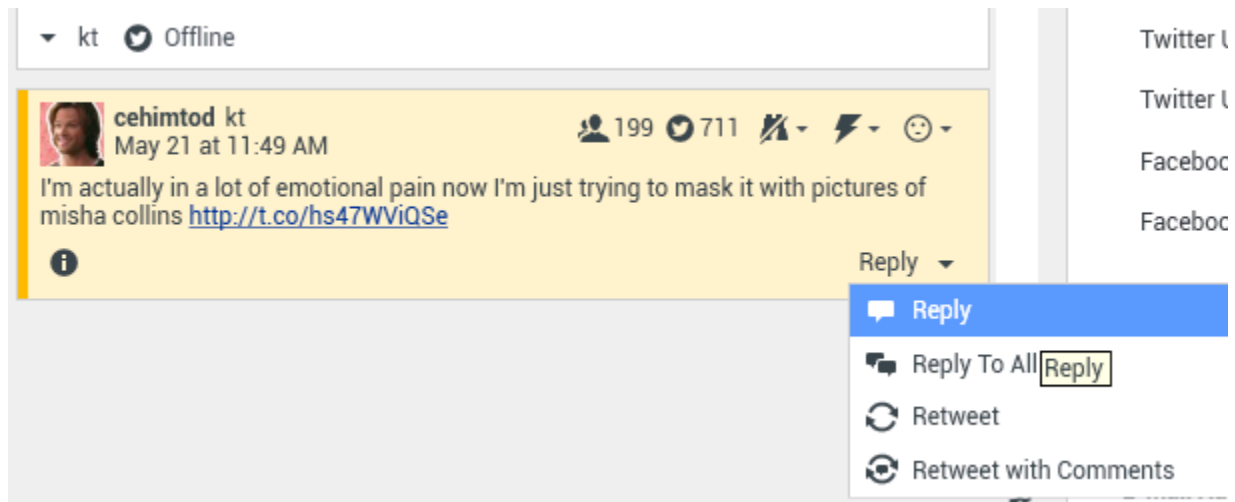 kt Offline
Twitter
Twitter
cehimtod kt
May 21 at 11:49 AM
199 711
I'm actually in a lot of emotional pain now I'm just trying to mask it with pictures of
misha collins http://t.co/hs47WViQSe
Faceboo
Faceboo
Reply
Reply
Reply To All
Reply
Retweet
Retweet with Comments